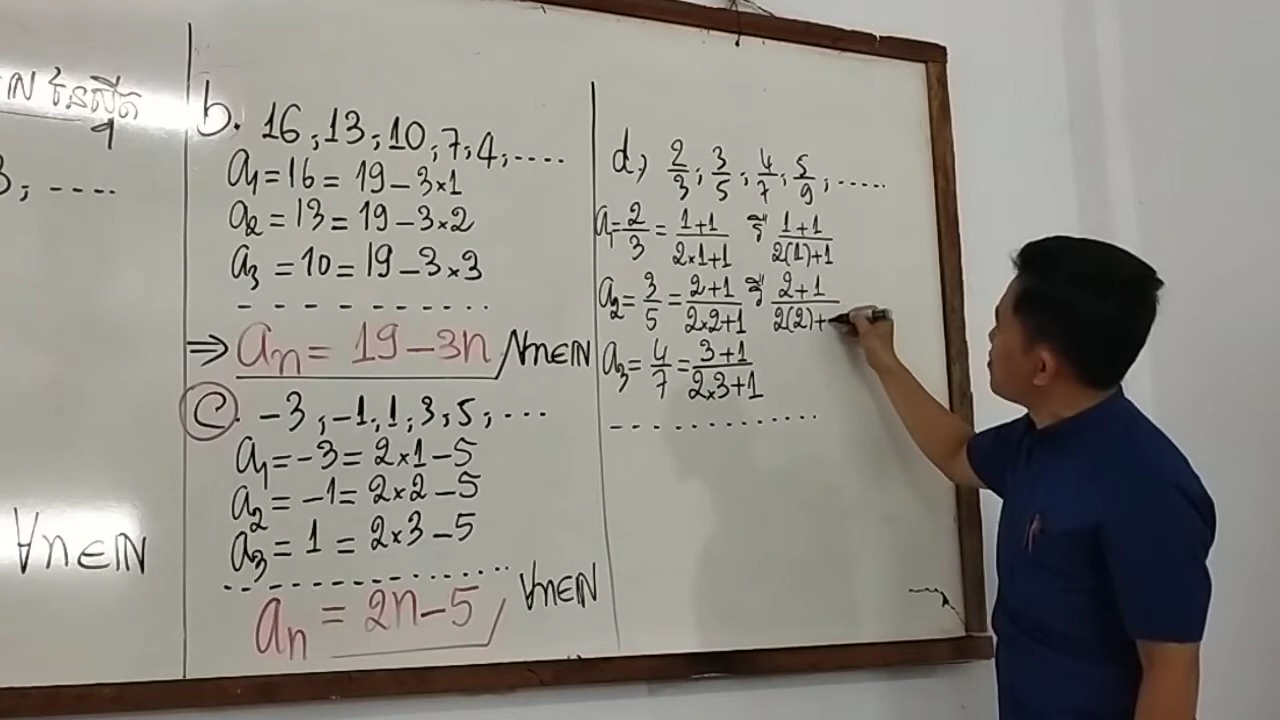 3, ....
∀n∈ℕ
b. 16, 13, 10, 7, 4, ....
a₁ = 16 = 19 - 3×1
a₂ = 13 = 19 - 3×2
a₃ = 10 = 19 - 3×3
⇒ aₙ = 19 - 3n, ∀n∈ℕ
c. -3, -1, 1, 3, 5, ...
a₁ = -3 = 2×1 - 5
a₂ = -1 = 2×2 - 5
a₃ = 1 = 2×3 - 5
aₙ = 2n - 5, ∀n∈ℕ
d, 2/3, 3/5, 4/7, 5/9, .....
a₁ = 2/3 = (1+1)/(2×1+1) ឬ (1+1)/(2(1)+1)
a₂ = 3/5 = (2+1)/(2×2+1) ឬ (2+1)/(2(2)+
a₃ = 4/7 = (3+1)/(2×3+1)